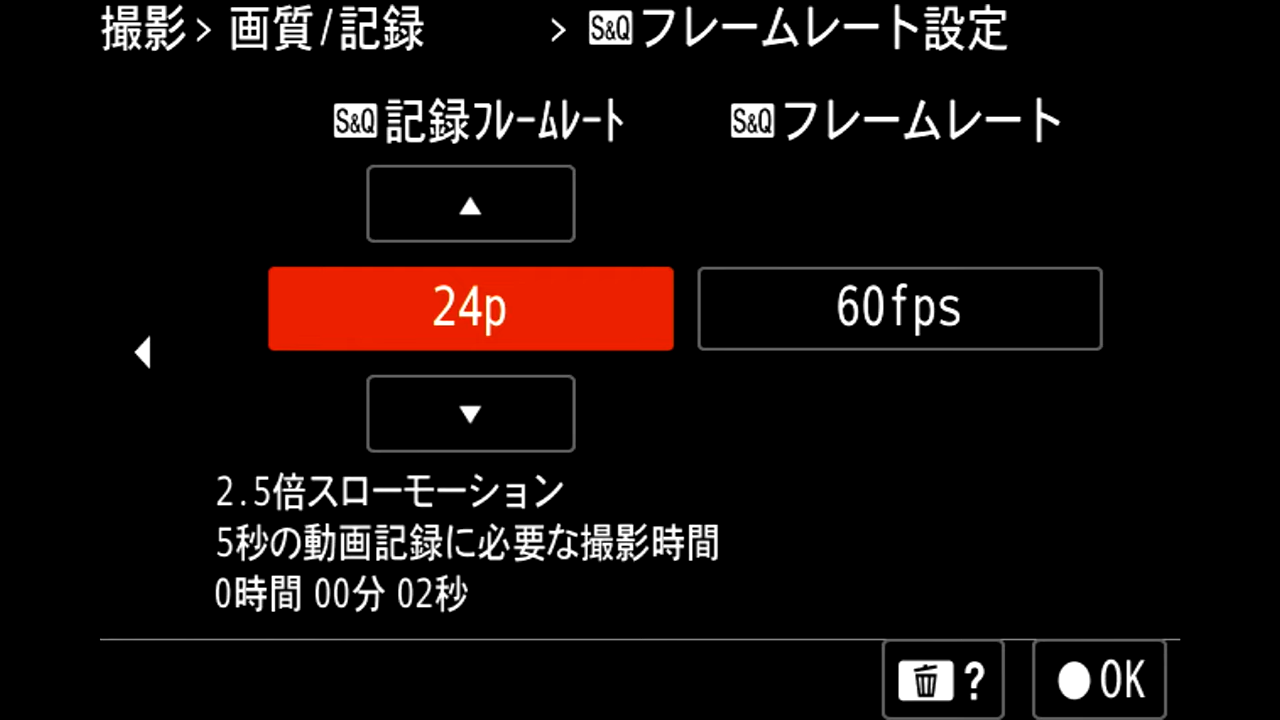 撮影> 画質/記録 > S&Qフレームレート設定
S&Q記録ﾌﾚｰﾑﾚｰﾄ S&Qフレームレート
▲
24p 60fps
◀
▼
2.5倍スローモーション
5秒の動画記録に必要な撮影時間
0時間 00分 02秒
? ●OK